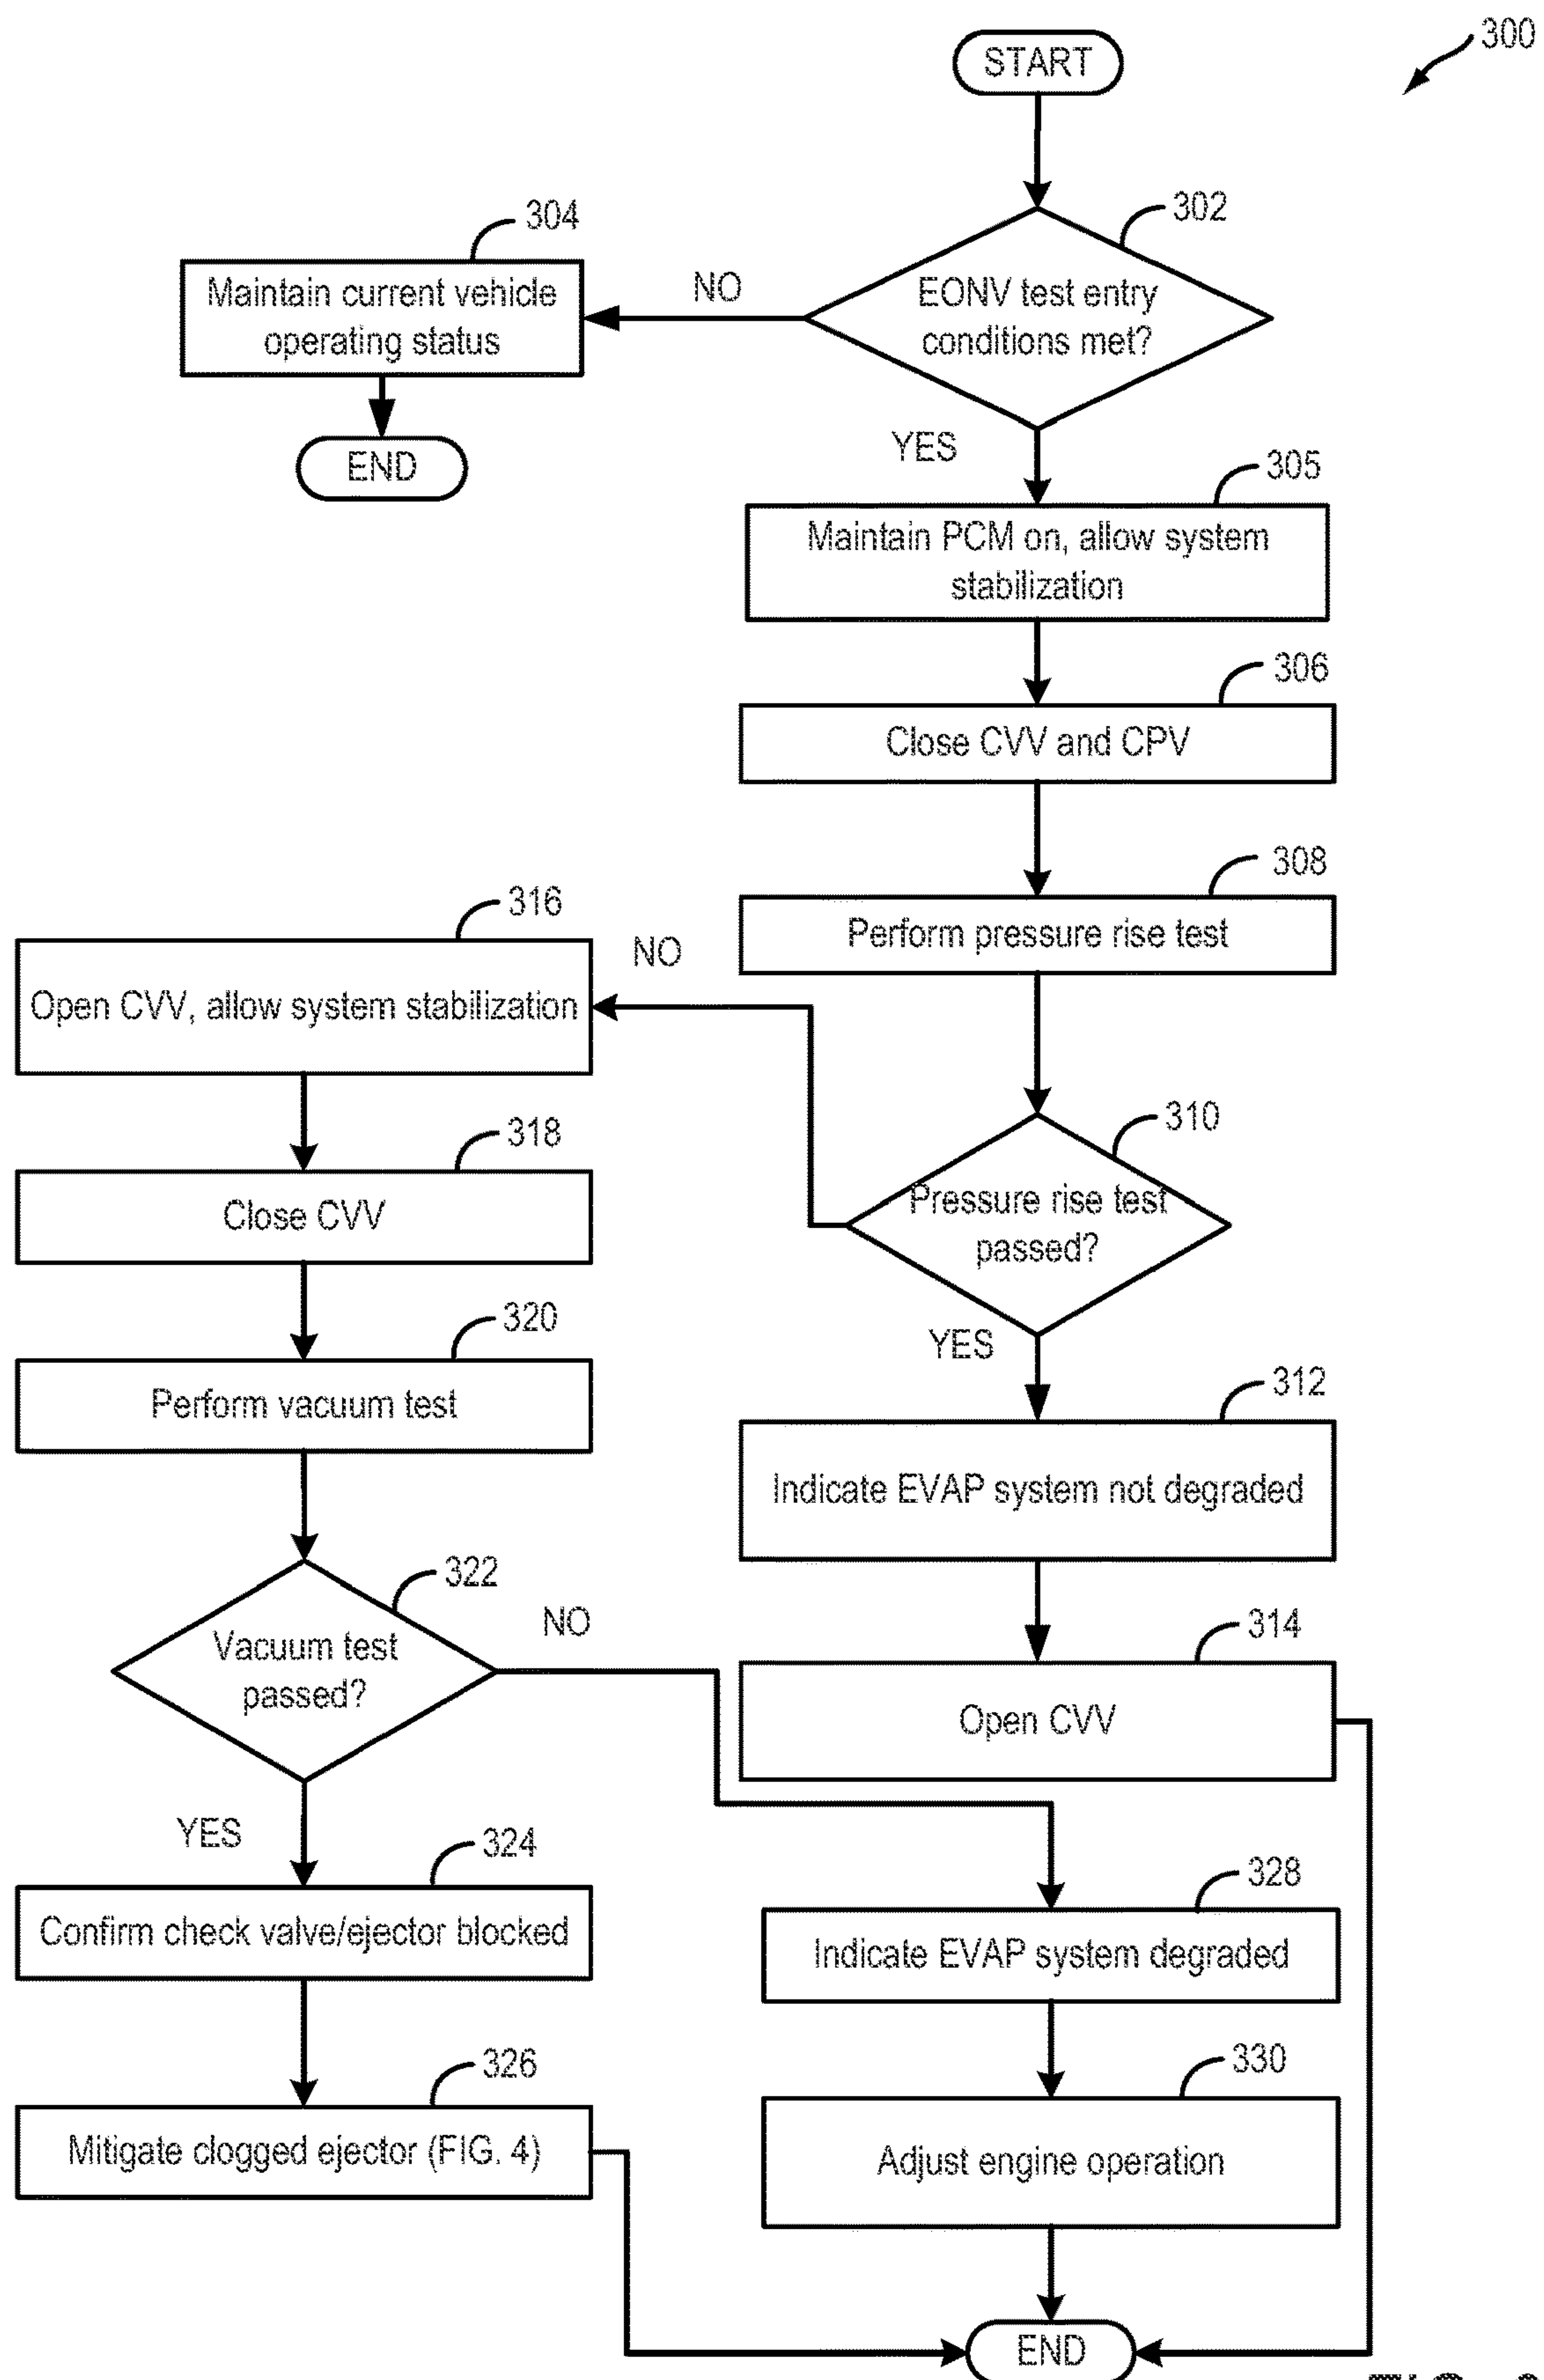 300
START
302
EONV test entry
conditions met?
NO
304
Maintain current vehicle
operating status
END
YES
305
Maintain PCM on, allow system
stabilization
306
Close CVV and CPV
308
Perform pressure rise test
310
Pressure rise test
passed?
NO
316
Open CVV, allow system stabilization
318
Close CVV
320
Perform vacuum test
YES
312
Indicate EVAP system not degraded
314
Open CVV
322
Vacuum test
passed?
NO
YES
324
Confirm check valve/ejector blocked
326
Mitigate clogged ejector (FIG. 4)
328
Indicate EVAP system degraded
330
Adjust engine operation
END